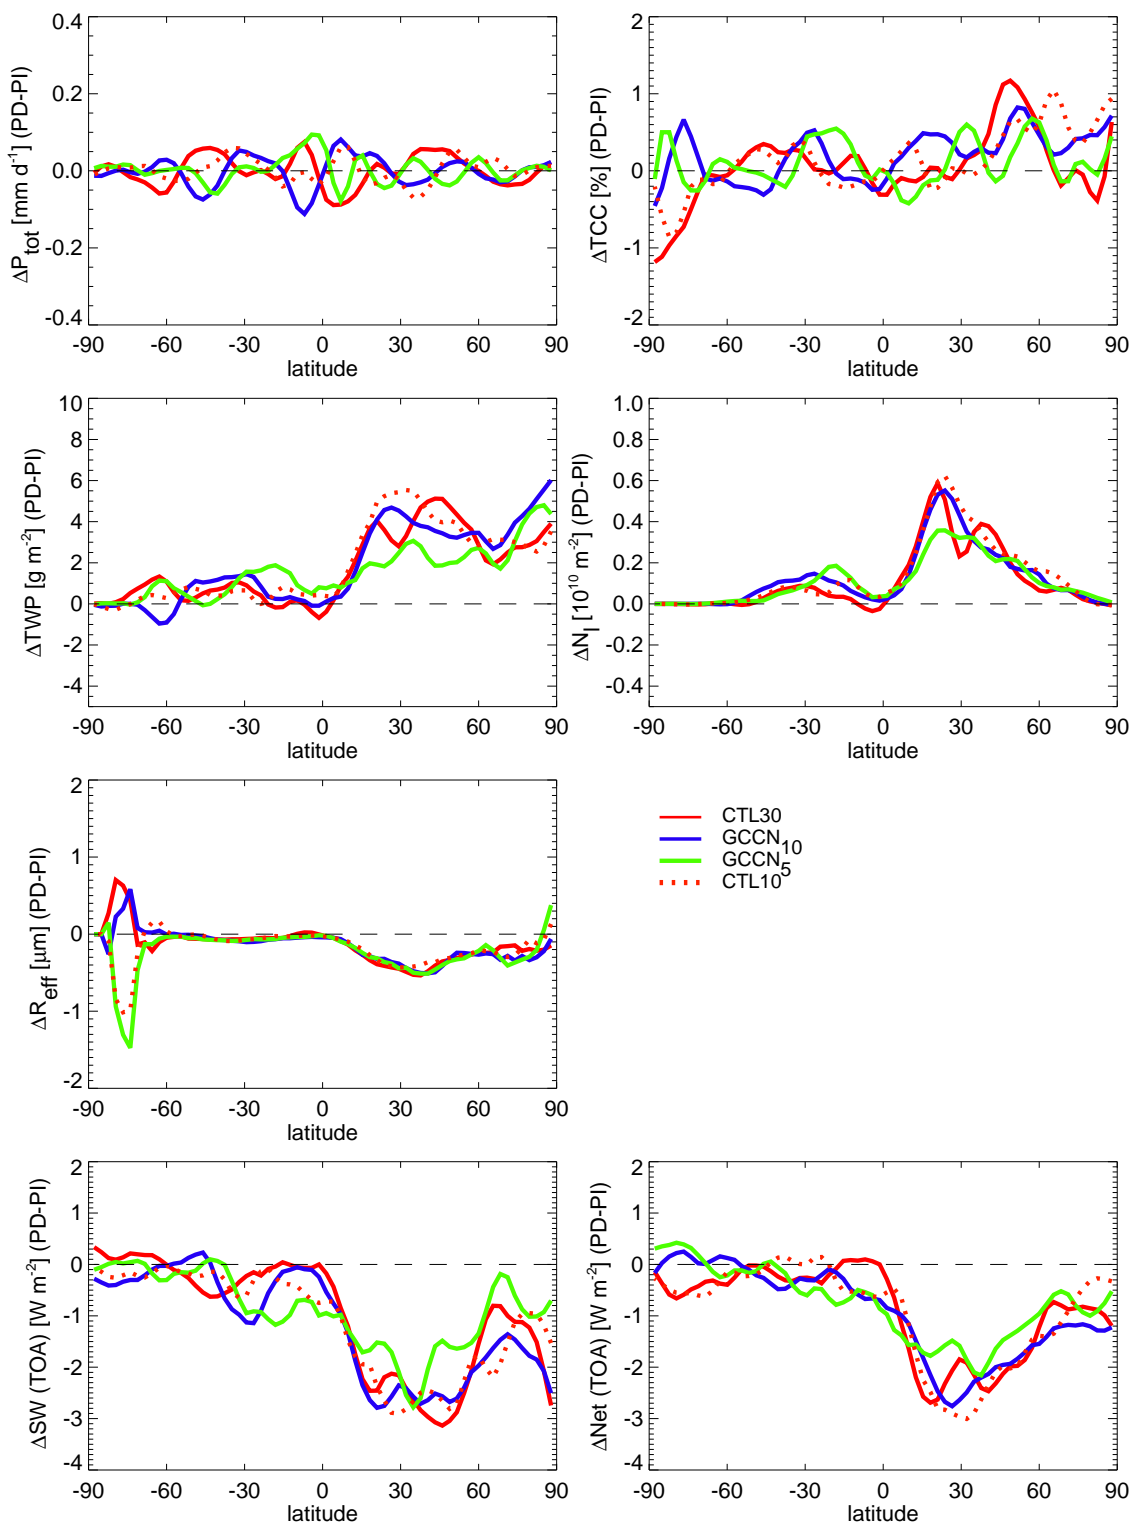 ΔP_tot [mm d^-1] (PD-PI)
0.4
0.2
0.0
-0.2
-0.4
-90 -60 -30 0 30 60 90
latitude
ΔTCC [%] (PD-PI)
2
1
0
-1
-2
-90 -60 -30 0 30 60 90
latitude
ΔTWP [g m^-2] (PD-PI)
10
8
6
4
2
0
-2
-4
-90 -60 -30 0 30 60 90
latitude
ΔN_l [10^10 m^-2] (PD-PI)
1.0
0.8
0.6
0.4
0.2
0.0
-0.2
-0.4
-90 -60 -30 0 30 60 90
latitude
ΔR_eff [μm] (PD-PI)
2
1
0
-1
-2
-90 -60 -30 0 30 60 90
latitude
CTL30
GCCN_10
GCCN_5
CTL10
ΔSW (TOA) [W m^-2] (PD-PI)
2
1
0
-1
-2
-3
-4
-90 -60 -30 0 30 60 90
latitude
ΔNet (TOA) [W m^-2] (PD-PI)
2
1
0
-1
-2
-3
-4
-90 -60 -30 0 30 60 90
latitude